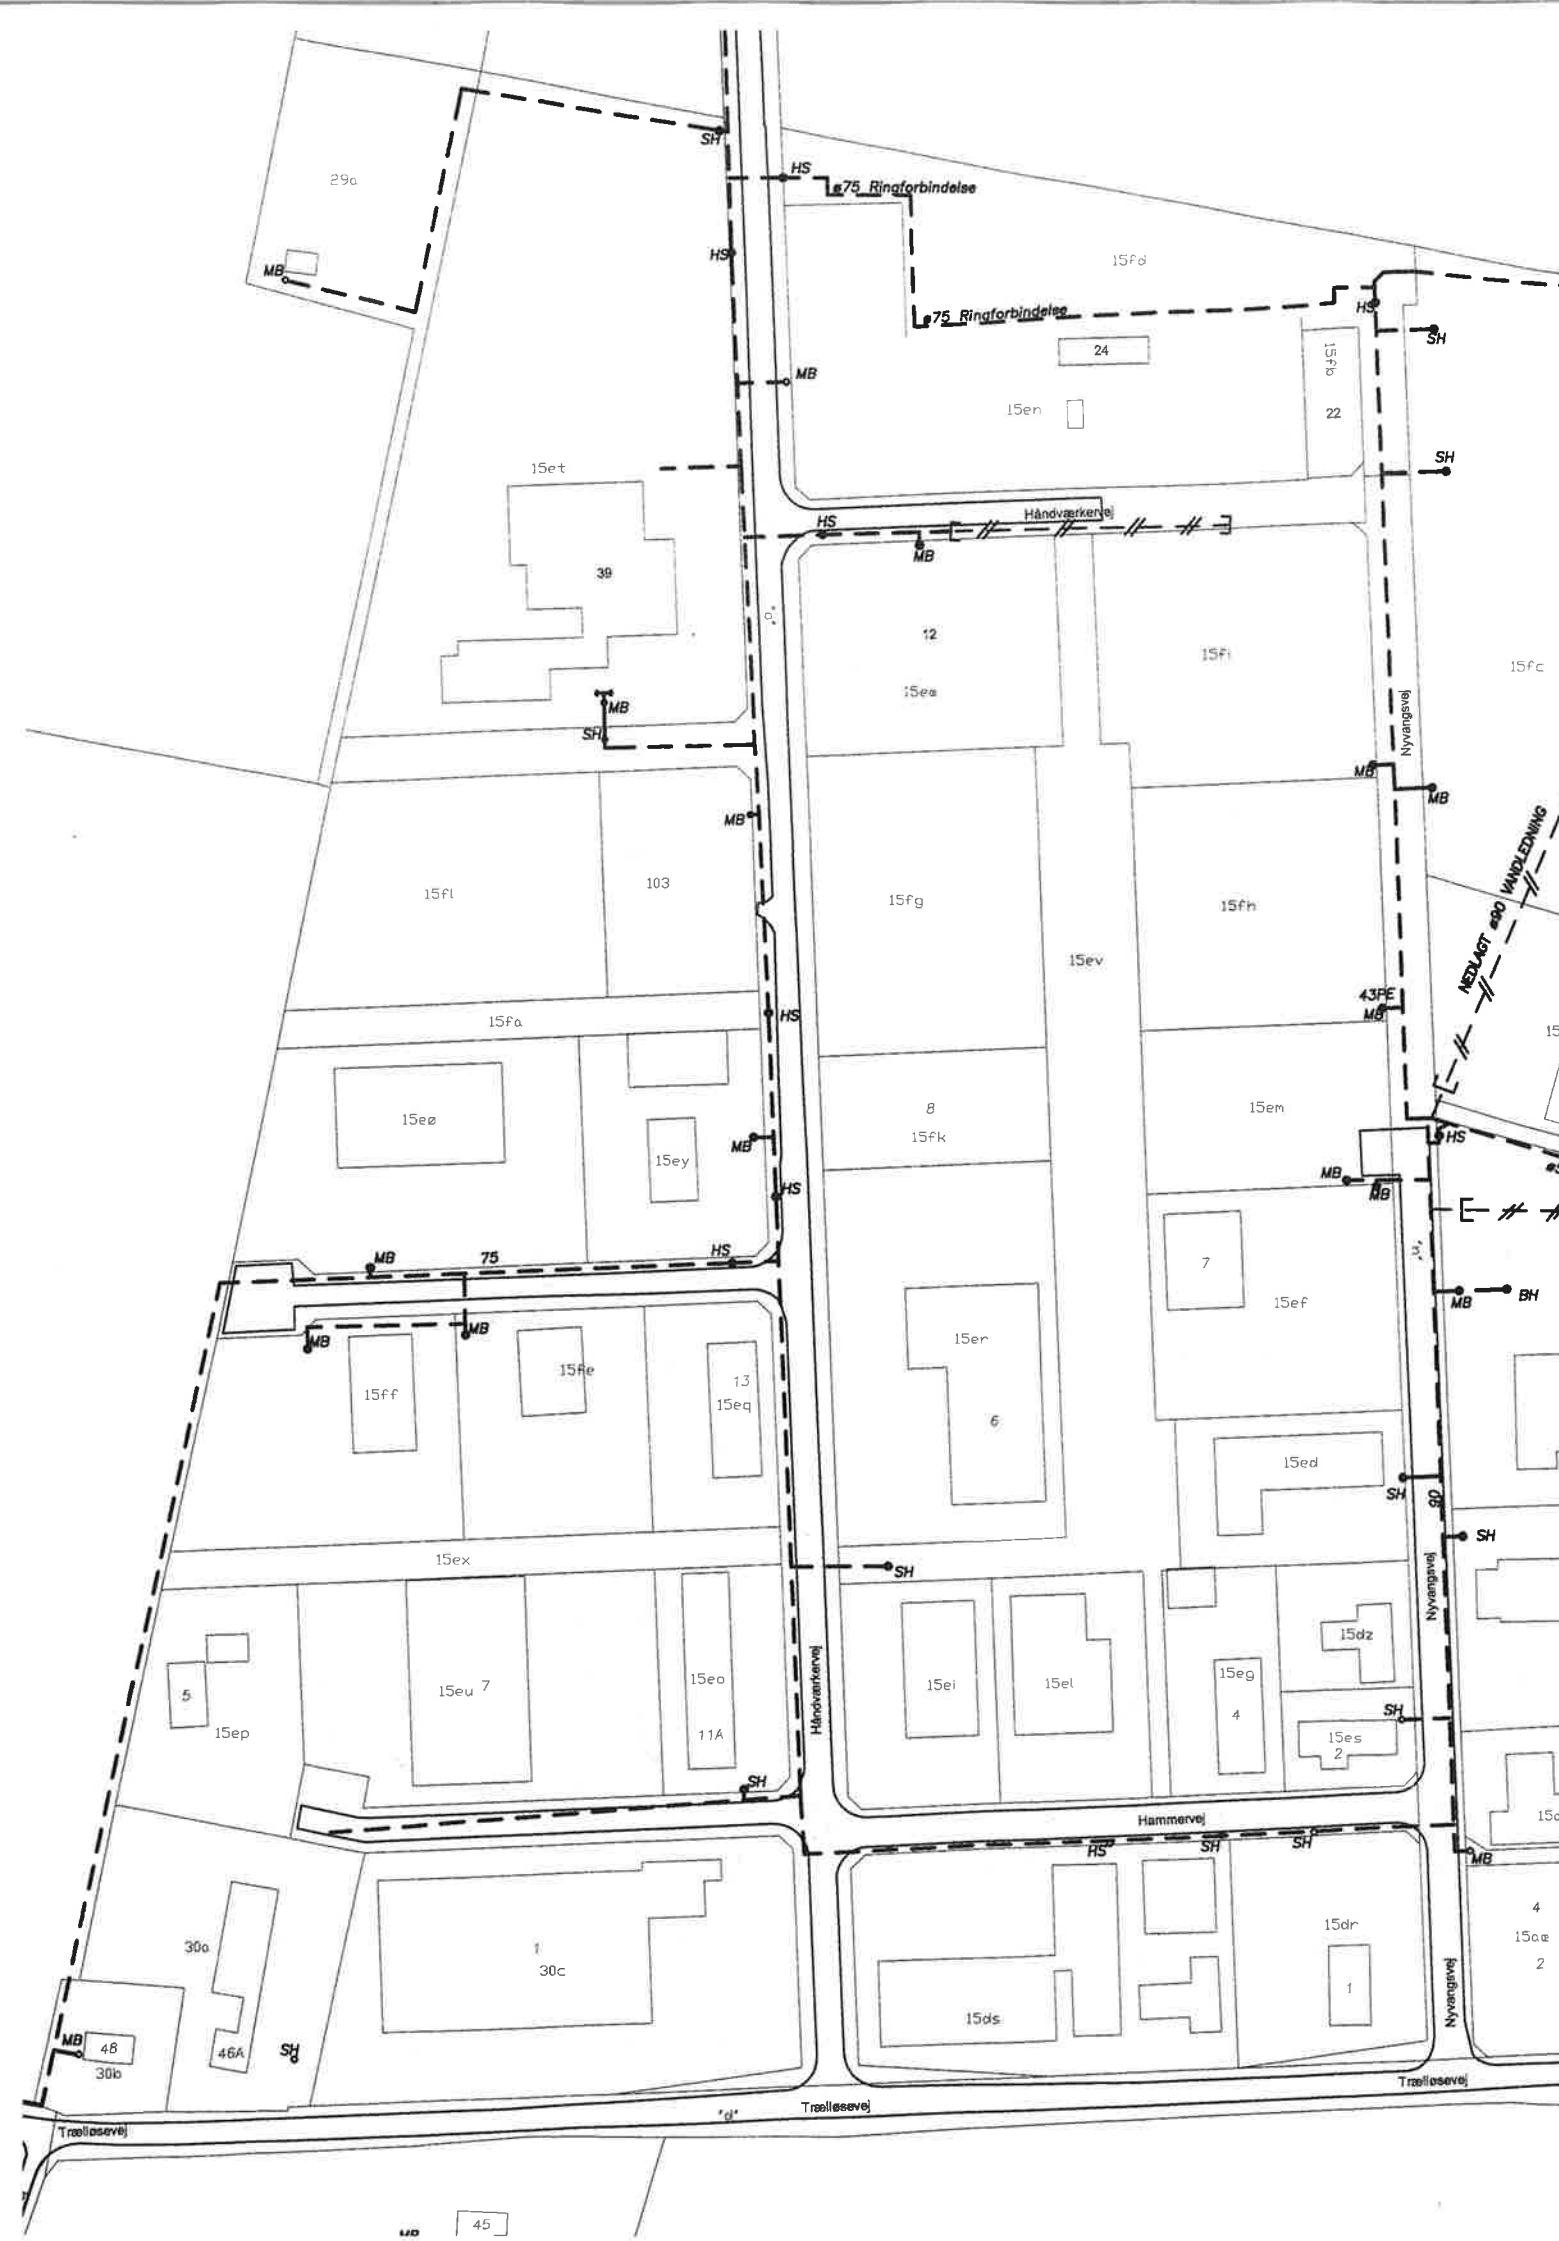 SH
29a
HS
ø75 Ringforbindelse
HS
MB
15fd
ø75 Ringforbindelse
HS
SH
24
15fb
MB
15en
22
SH
15et
HS
Håndværkervej
MB
39
"o"
12
15fi
15fc
15eæ
MB
SH
Nyvangsvej
MB
MB
MB
NEDLAGT ø90 VANDLEDNING
15fl
103
15fg
15fh
15ev
43PE
MB
15fa
HS
15
15eø
8
15fk
15em
MB
HS
15ey
MB
MB
HS
MB
75
HS
"n"
7
MB
BH
15ef
MB
MB
15er
15ff
15fe
13
15eq
6
15ed
SH
90
SH
15ex
SH
Nyvangsvej
15dz
5
15eu 7
15eo
15ei
15el
15eg
15ep
11A
Håndværkervej
4
SH
15es
2
SH
Hammervej
HS
SH
SH
MB
30a
1
30c
15dr
4
15aæ
2
1
Nyvangsvej
15ds
MB
48
30b
46A
SH
Trælløsevej
"d"
Trælløsevej
Trælløsevej
45